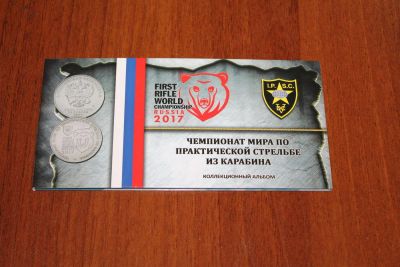 FIRST
RIFLE
WORLD
CHAMPIONSHIP
RUSSIA
2017
I.P.S.C.
ЧЕМПИОНАТ МИРА ПО
ПРАКТИЧЕСКОЙ СТРЕЛЬБЕ
ИЗ КАРАБИНА
КОЛЛЕКЦИОННЫЙ АЛЬБОМ